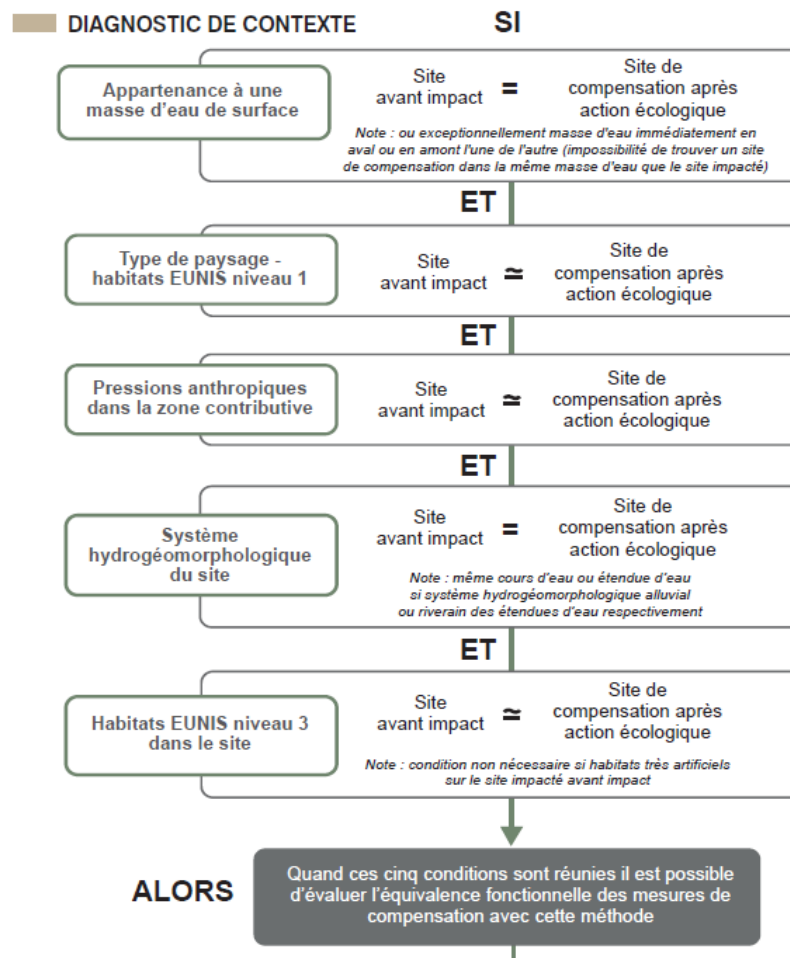 DIAGNOSTIC DE CONTEXTE
SI
Appartenance à une
masse d'eau de surface
Site
avant impact
=
Site de
compensation après
action écologique
Note : ou exceptionnellement masse d'eau immédiatement en
aval ou en amont l'une de l'autre (impossibilité de trouver un site
de compensation dans la même masse d'eau que le site impacté)
ET
Type de paysage -
habitats EUNIS niveau 1
Site
avant impact
≃
Site de
compensation après
action écologique
ET
Pressions anthropiques
dans la zone contributive
Site
avant impact
≃
Site de
compensation après
action écologique
ET
Système
hydrogéomorphologique
du site
Site
avant impact
=
Site de
compensation après
action écologique
Note : même cours d'eau ou étendue d'eau
si système hydrogéomorphologique alluvial
ou riverain des étendues d'eau respectivement
ET
Habitats EUNIS niveau 3
dans le site
Site
avant impact
≃
Site de
compensation après
action écologique
Note : condition non nécessaire si habitats très artificiels
sur le site impacté avant impact
ALORS
Quand ces cinq conditions sont réunies il est possible
d'évaluer l'équivalence fonctionnelle des mesures de
compensation avec cette méthode